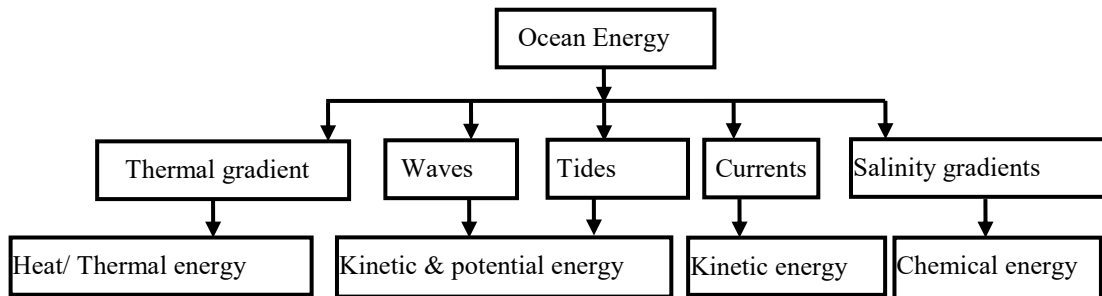 Ocean Energy
Thermal gradient
Waves
Tides
Currents
Salinity gradients
Heat/ Thermal energy
Kinetic & potential energy
Kinetic energy
Chemical energy